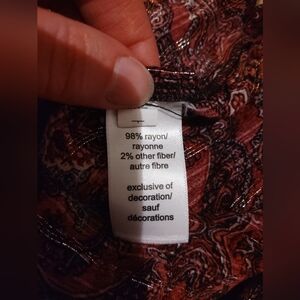 98% rayon/
rayonne
2% other fiber/
autre fibre
exclusive of
decoration/
sauf
décorations